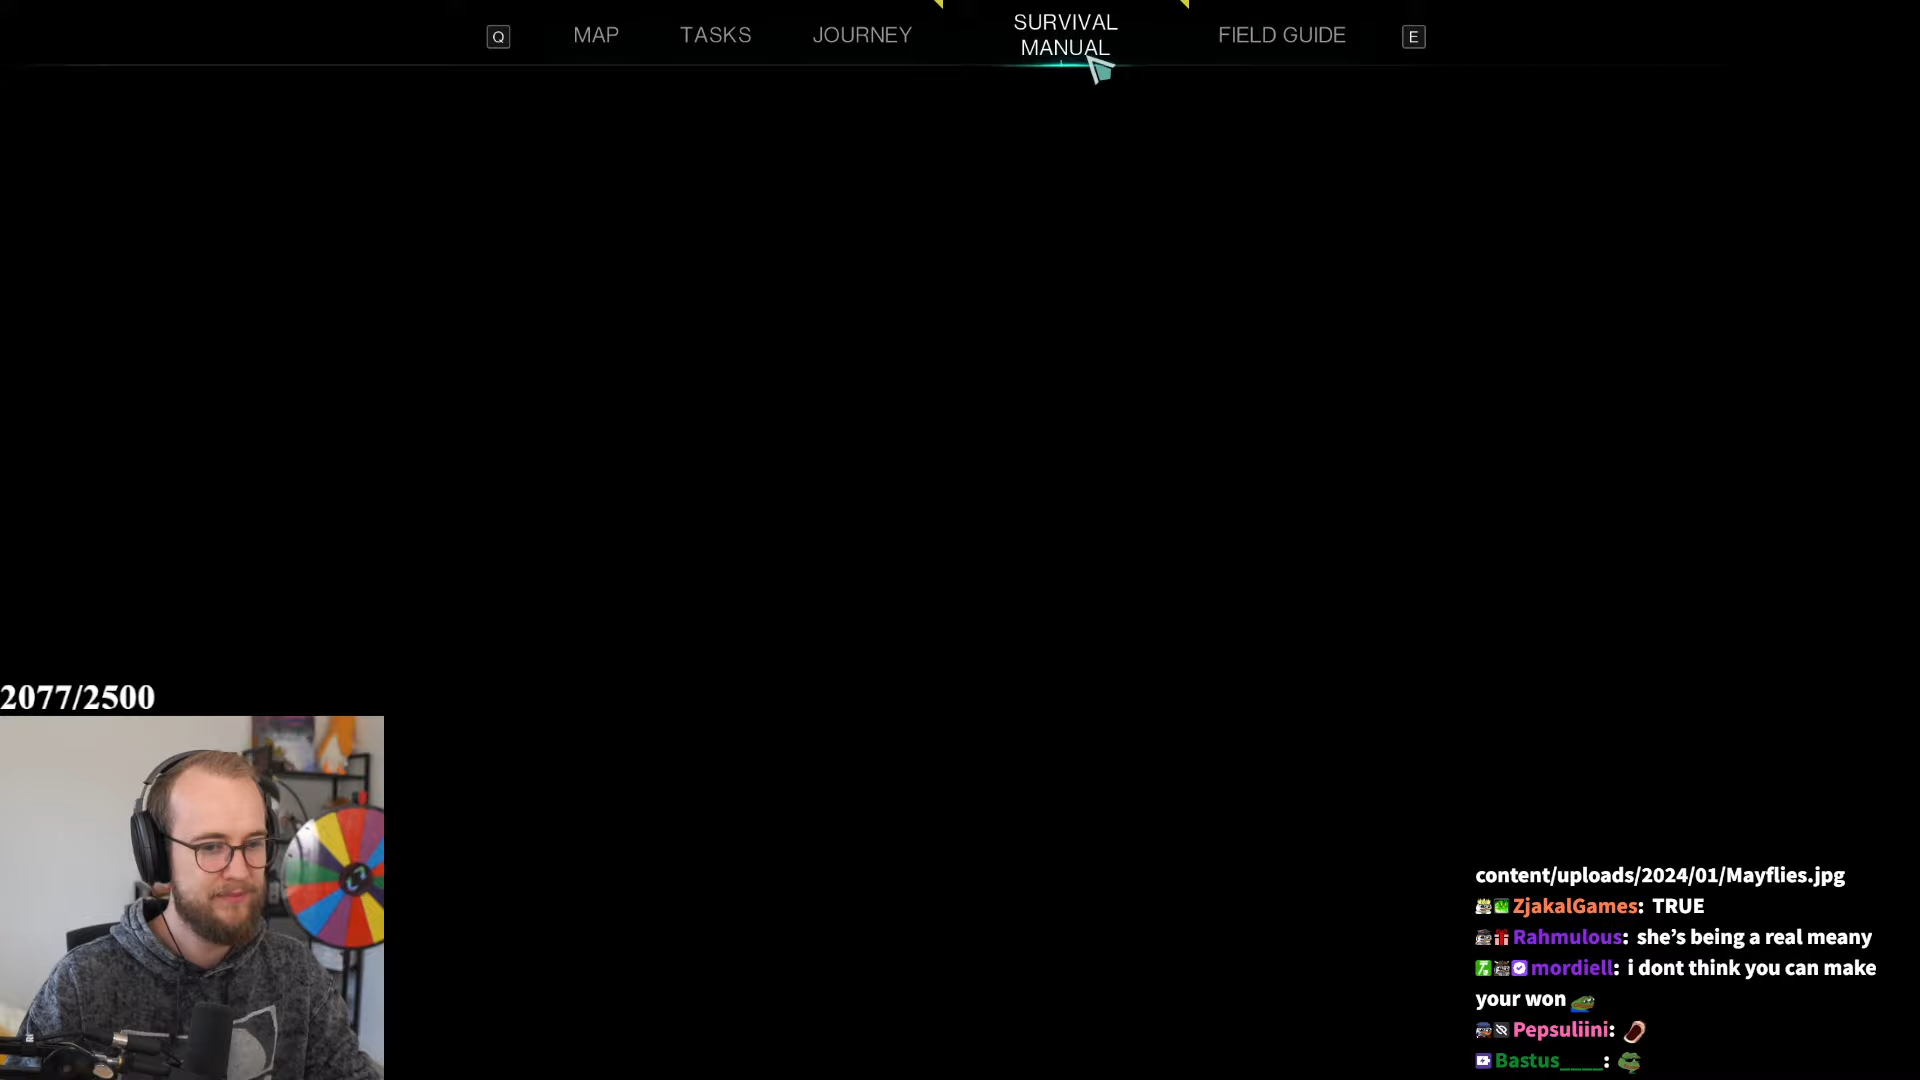 Q
MAP
TASKS
JOURNEY
SURVIVAL
MANUAL
FIELD GUIDE
E
2077/2500
content/uploads/2024/01/Mayflies.jpg
ZjakalGames: TRUE
Rahmulous: she's being a real meany
mordiell: i dont think you can make
your won
Pepsuliini:
Bastus____: